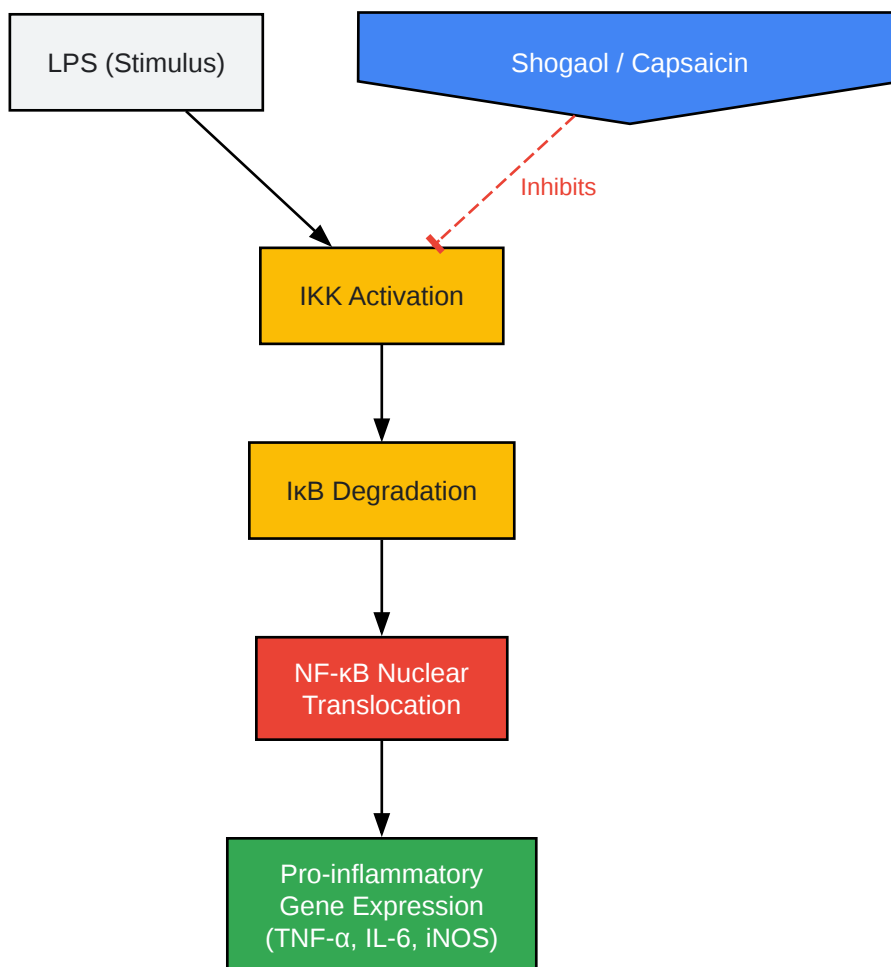 LPS (Stimulus)
Shogaol / Capsaicin
Inhibits
IKK Activation
IκB Degradation
NF-κB Nuclear
Translocation
Pro-inflammatory
Gene Expression
(TNF-α, IL-6, iNOS)